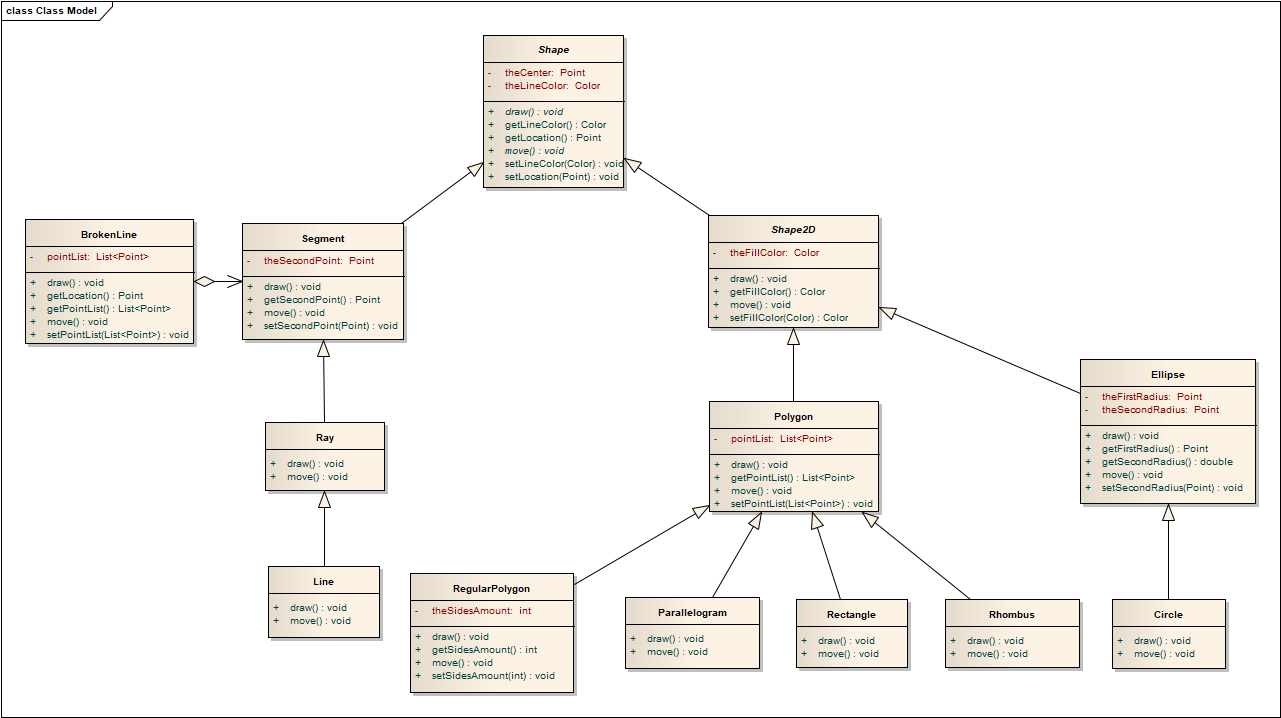 class Class Model
Shape
- theCenter: Point
- theLineColor: Color
+ draw() : void
+ getLineColor() : Color
+ getLocation() : Point
+ move() : void
+ setLineColor(Color) : void
+ setLocation(Point) : void
BrokenLine
- pointList: List<Point>
+ draw() : void
+ getLocation() : Point
+ getPointList() : List<Point>
+ move() : void
+ setPointList(List<Point>) : void
Segment
- theSecondPoint: Point
+ draw() : void
+ getSecondPoint() : Point
+ move() : void
+ setSecondPoint(Point) : void
Shape2D
- theFillColor: Color
+ draw() : void
+ getFillColor() : Color
+ move() : void
+ setFillColor(Color) : Color
Ellipse
- theFirstRadius: Point
- theSecondRadius: Point
+ draw() : void
+ getFirstRadius() : Point
+ getSecondRadius() : double
+ move() : void
+ setSecondRadius(Point) : void
Ray
+ draw() : void
+ move() : void
Polygon
- pointList: List<Point>
+ draw() : void
+ getPointList() : List<Point>
+ move() : void
+ setPointList(List<Point>) : void
Line
+ draw() : void
+ move() : void
RegularPolygon
- theSidesAmount: int
+ draw() : void
+ getSidesAmount() : int
+ move() : void
+ setSidesAmount(int) : void
Parallelogram
+ draw() : void
+ move() : void
Rectangle
+ draw() : void
+ move() : void
Rhombus
+ draw() : void
+ move() : void
Circle
+ draw() : void
+ move() : void